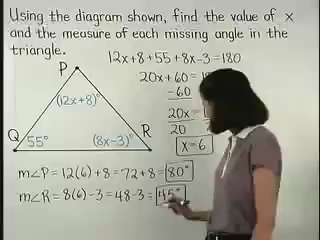 Using the diagram shown, find the value of x
and the measure of each missing angle in the
triangle.
12x+8+55+8x-3=180
P
20x+60=
-60
(12x+8)°
20x
20
x=6
Q 55° (8x-3)° R
m∠P=12(6)+8=72+8=80°
m∠R=8(6)-3=48-3=45°